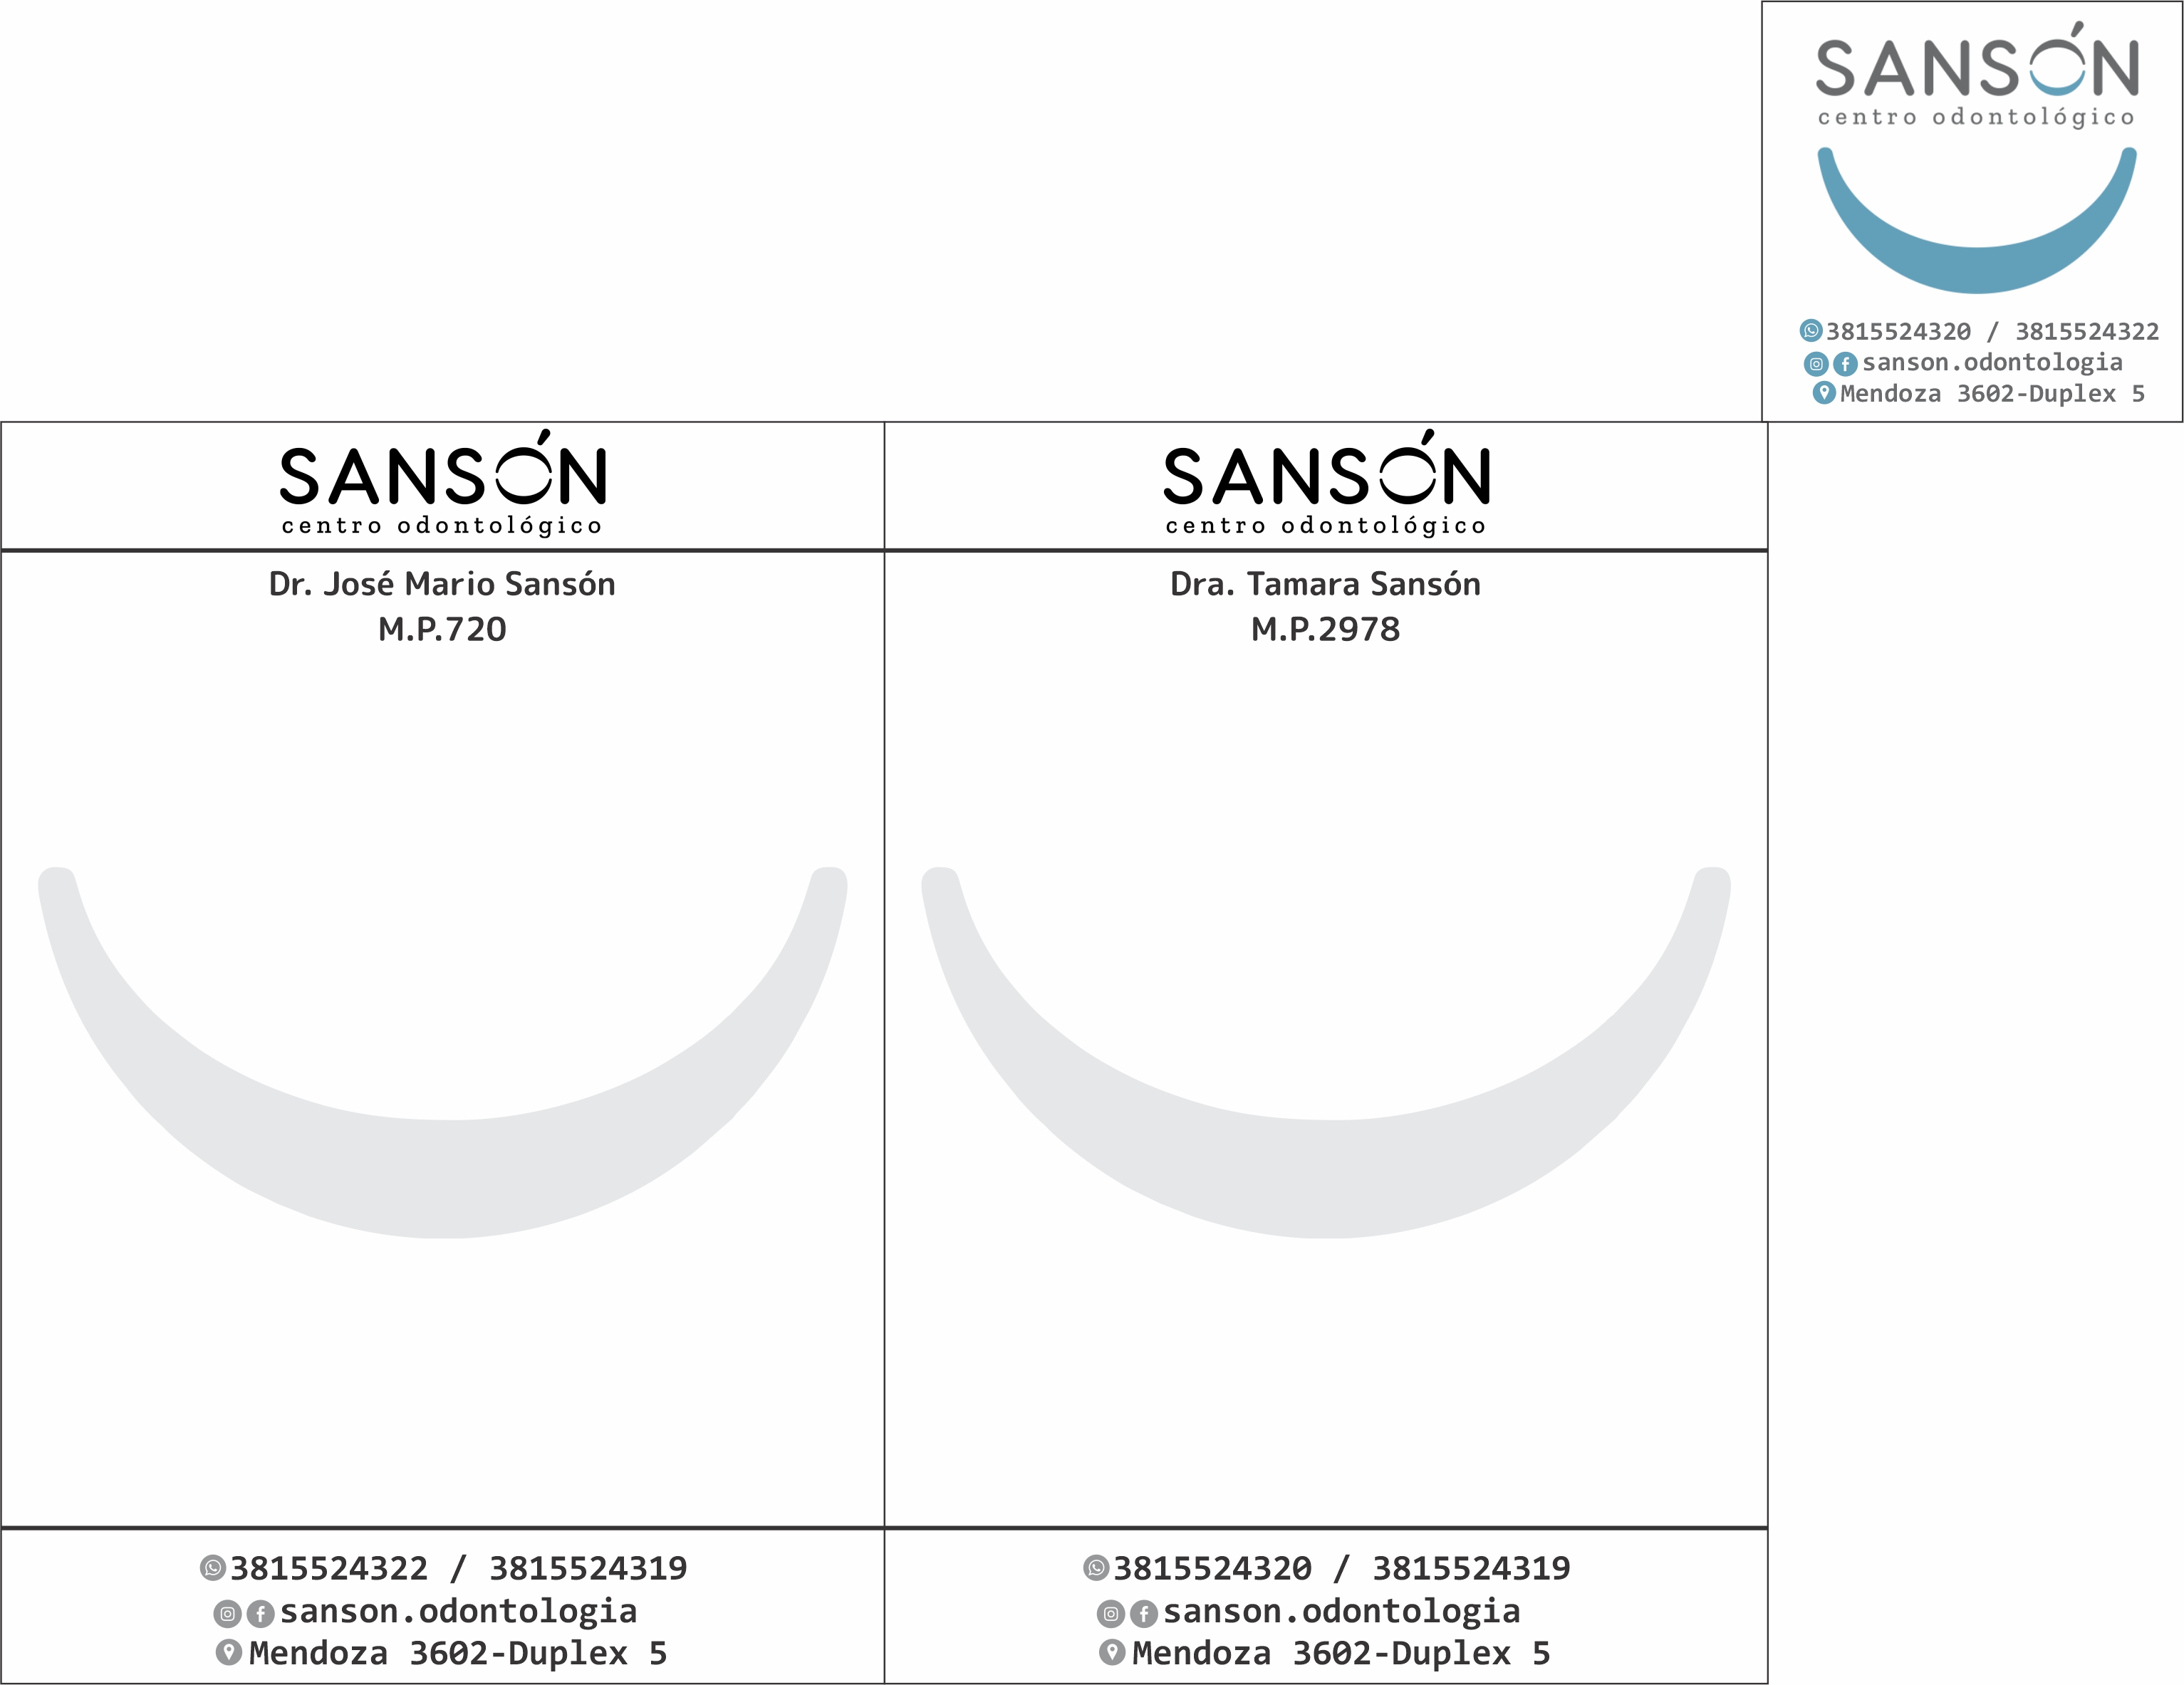 SANSÓN
centro odontológico
3815524320 / 3815524322
sanson.odontologia
Mendoza 3602-Duplex 5
SANSÓN
centro odontológico
Dr. José Mario Sansón
M.P.720
3815524322 / 3815524319
sanson.odontologia
Mendoza 3602-Duplex 5
SANSÓN
centro odontológico
Dra. Tamara Sansón
M.P.2978
3815524320 / 3815524319
sanson.odontologia
Mendoza 3602-Duplex 5